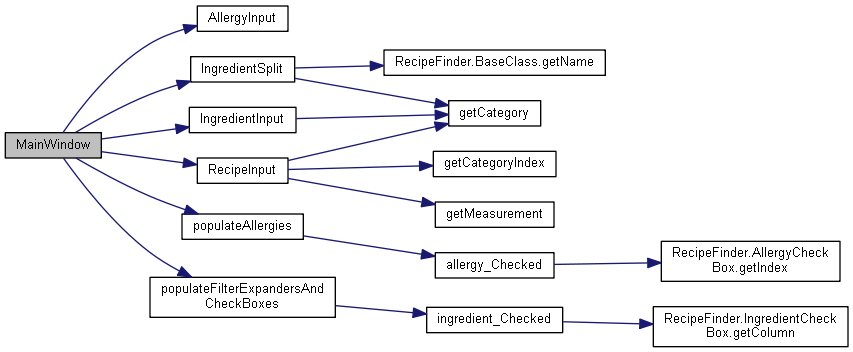 AllergyInput
IngredientSplit
RecipeFinder.BaseClass.getName
IngredientInput
getCategory
MainWindow
RecipeInput
getCategoryIndex
getMeasurement
populateAllergies
allergy_Checked
RecipeFinder.AllergyCheck
Box.getIndex
populateFilterExpandersAnd
CheckBoxes
ingredient_Checked
RecipeFinder.IngredientCheck
Box.getColumn